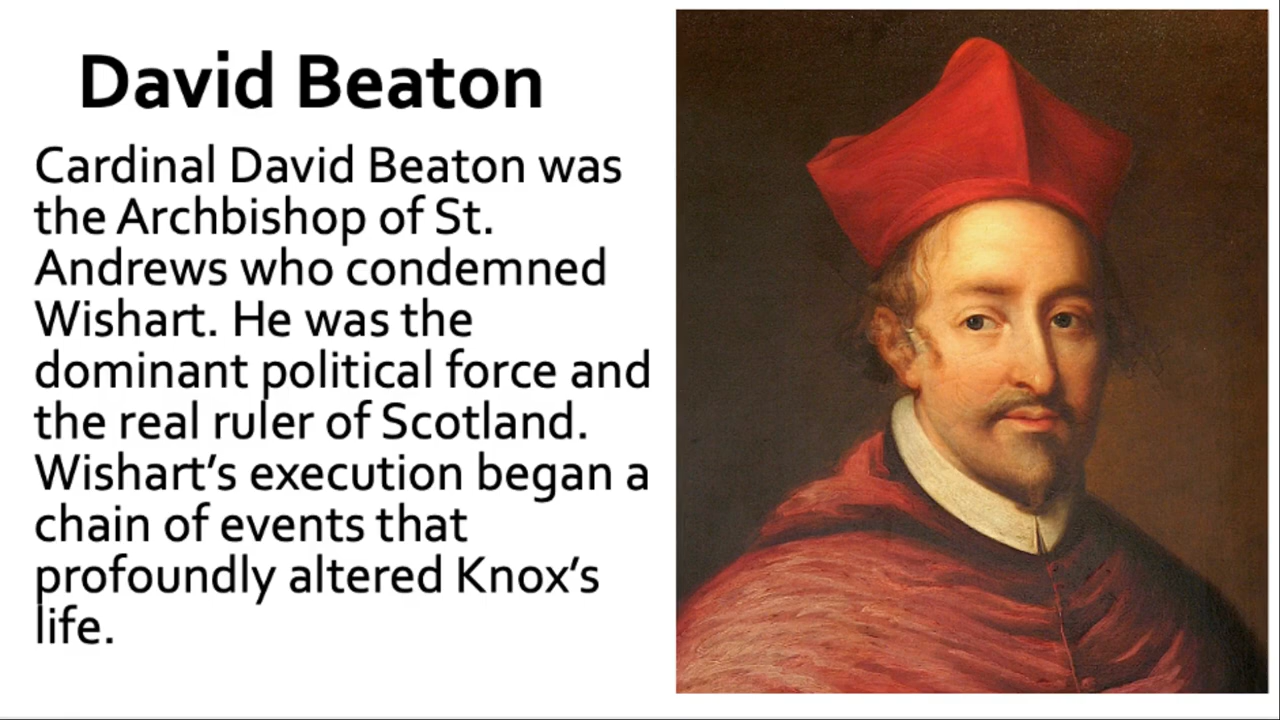 David Beaton
Cardinal David Beaton was
the Archbishop of St.
Andrews who condemned
Wishart. He was the
dominant political force and
the real ruler of Scotland.
Wishart’s execution began a
chain of events that
profoundly altered Knox’s
life.